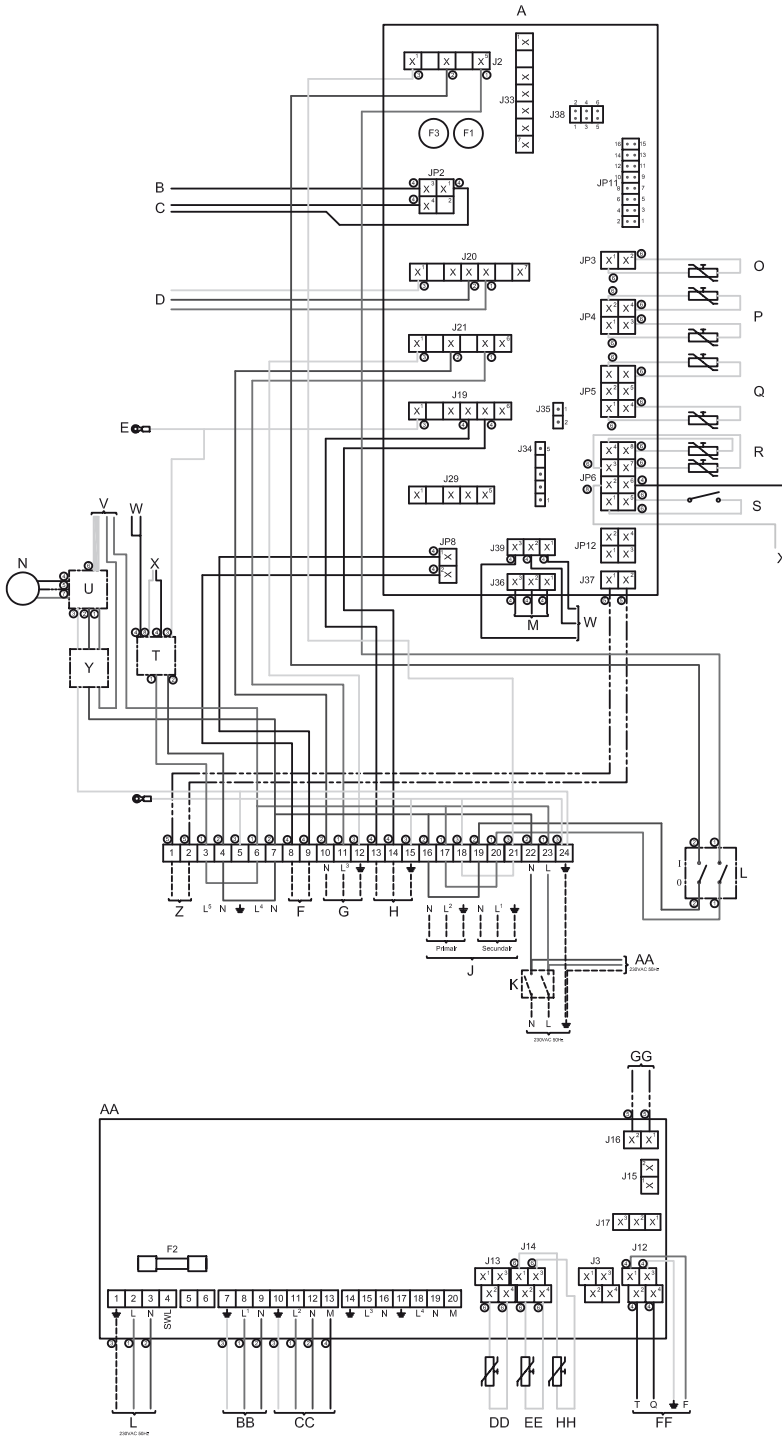 A
J2
J33
J38
F3 F1
JP11
JP2
B
C
J20
D
JP3
O
JP4
P
J21
JP5
Q
J19
J35
E
J34
JP6
R
S
J29
V
W
X
JP8
J39
JP12
J36
J37
M
W
X
N
U
T
Y
1 2 3 4 5 6 7 8 9 10 11 12 13 14 15 16 17 18 19 20 21 22 23 24
I
0
L
N L³
N L
Z
L⁵ N L⁴ N
F
G
H
N L² N L¹
Primair Secundair
J
AA
230VAC 50Hz
K
N L
230VAC 50Hz
GG
AA
J16
J15
J17
F2
J13 J14 J3 J12
1 2 3 4 5 6 7 8 9 10 11 12 13 14 15 16 17 18 19 20
L N SWL L¹ N L² N M L³ N L⁴ N M
T Q F
L
230VAC 50Hz
BB
CC
DD
EE
HH
FF